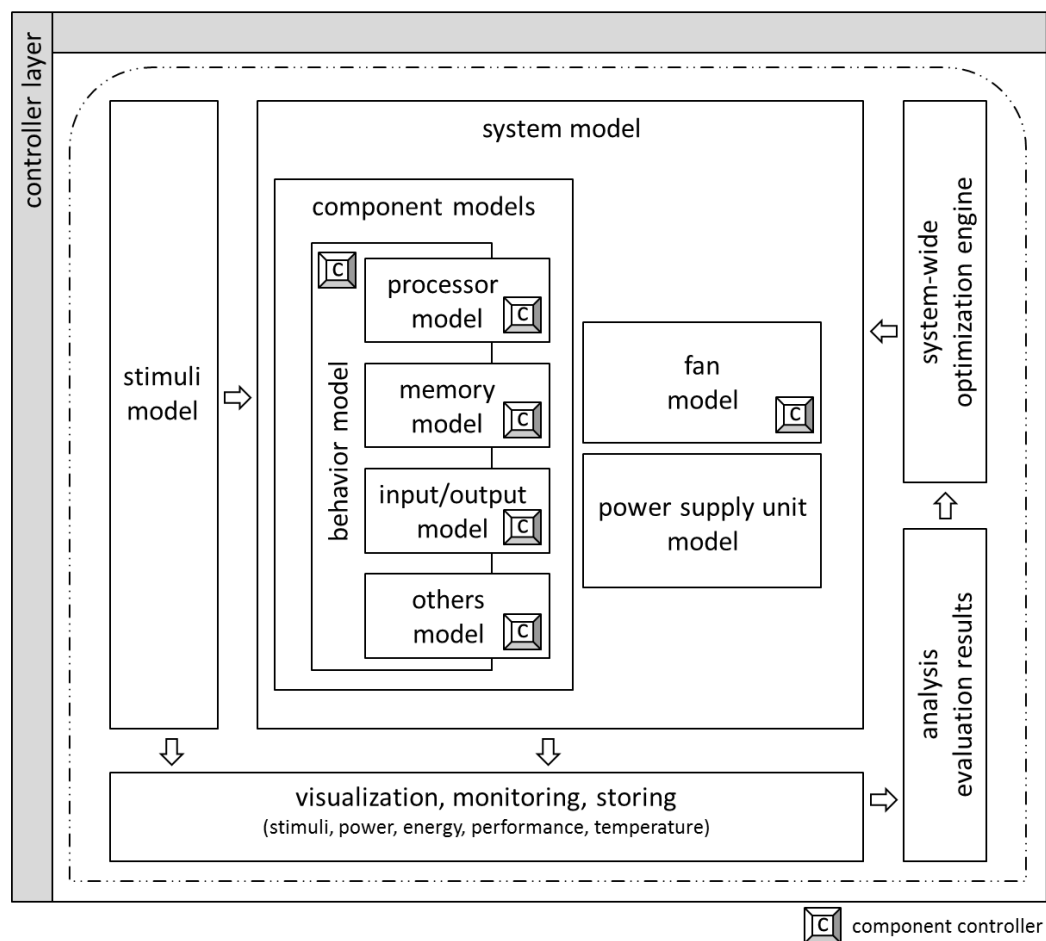 controller layer
system model
component models
C
processor
model
C
behavior model
memory
model
C
input/output
model
C
others
model
C
stimuli
model
fan
model
C
power supply unit
model
system-wide
optimization engine
analysis
evaluation results
visualization, monitoring, storing
(stimuli, power, energy, performance, temperature)
C component controller